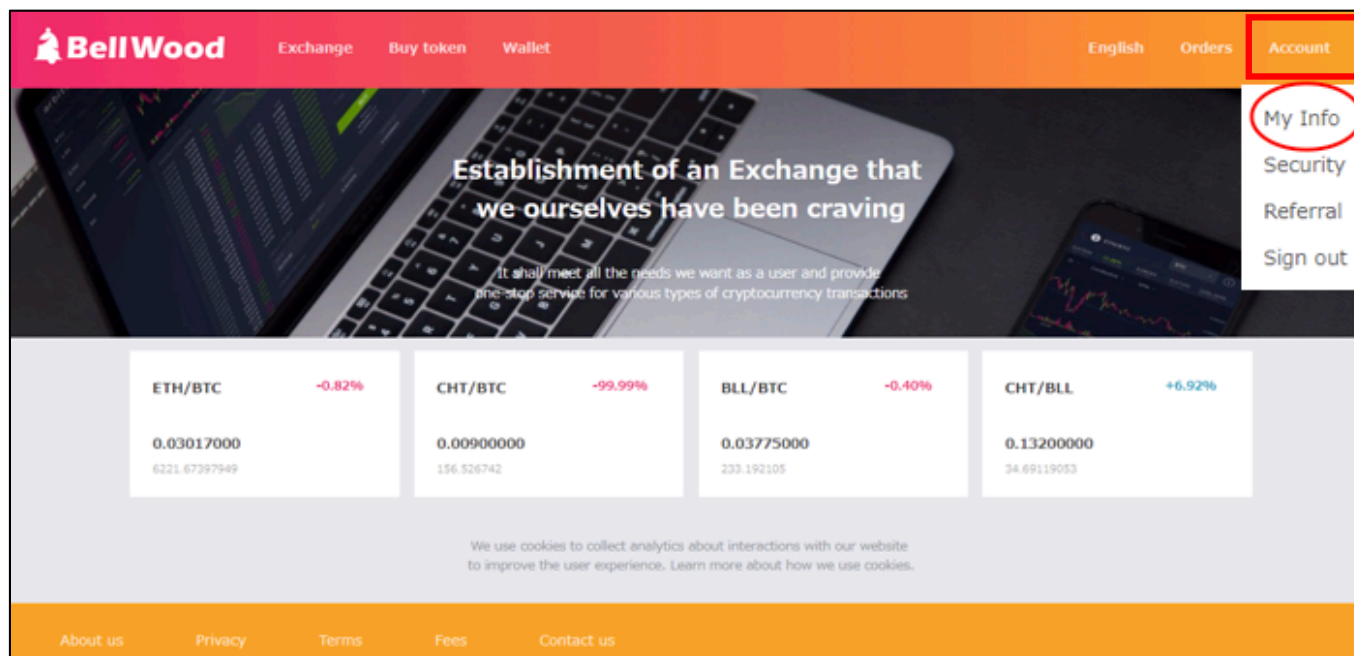 BellWood
Exchange
Buy token
Wallet
English
Orders
Account
My Info
Security
Referral
Sign out
Establishment of an Exchange that
we ourselves have been craving
It shall meet all the needs we want as a user and provide
one-stop service for various types of cryptocurrency transactions
ETH/BTC -0.82%
0.03017000
6221.67397949
CHT/BTC -99.99%
0.00900000
156.526742
BLL/BTC -0.40%
0.03775000
233.192105
CHT/BLL +6.92%
0.13200000
34.69119053
We use cookies to collect analytics about interactions with our website
to improve the user experience. Learn more about how we use cookies.
About us
Privacy
Terms
Fees
Contact us